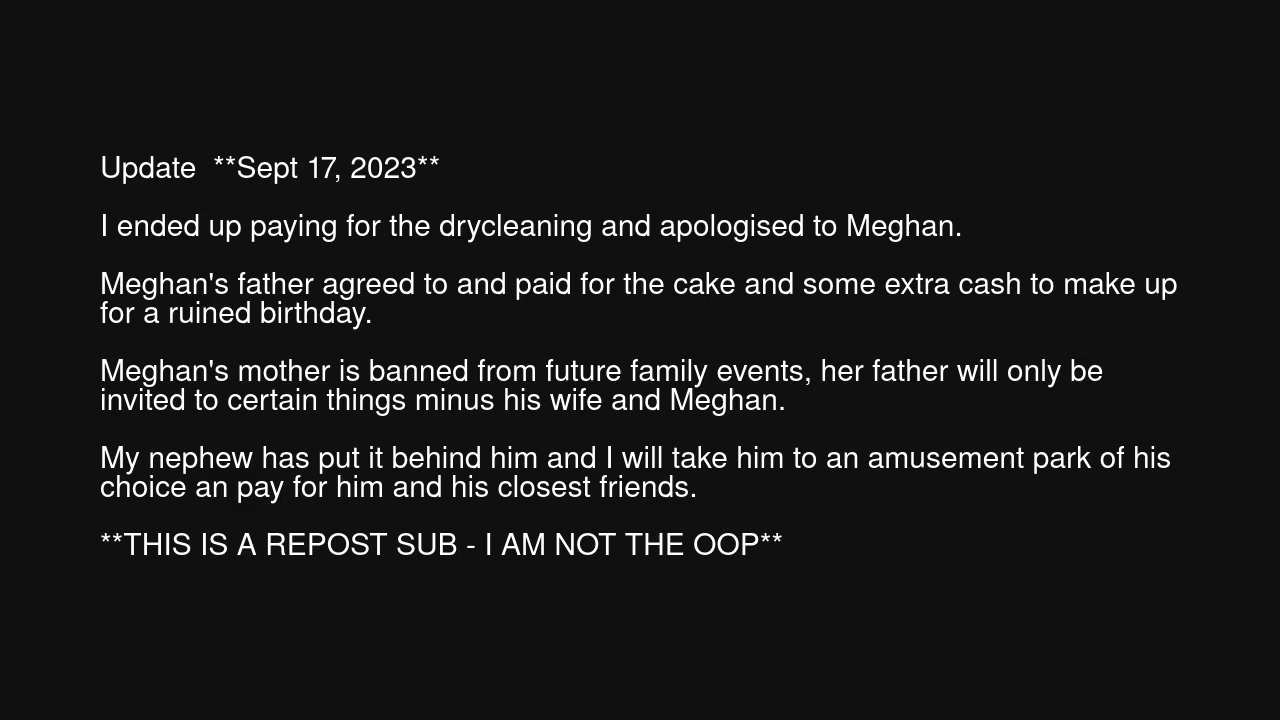 Update  **Sept 17, 2023**
I ended up paying for the drycleaning and apologised to Meghan.
Meghan's father agreed to and paid for the cake and some extra cash to make up
for a ruined birthday.
Meghan's mother is banned from future family events, her father will only be
invited to certain things minus his wife and Meghan.
My nephew has put it behind him and I will take him to an amusement park of his
choice an pay for him and his closest friends.
**THIS IS A REPOST SUB - I AM NOT THE OOP**